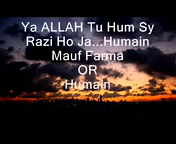 Ya ALLAH Tu Hum Sy
Razi Ho Ja...Humain
Mauf Farma
OR
Humain